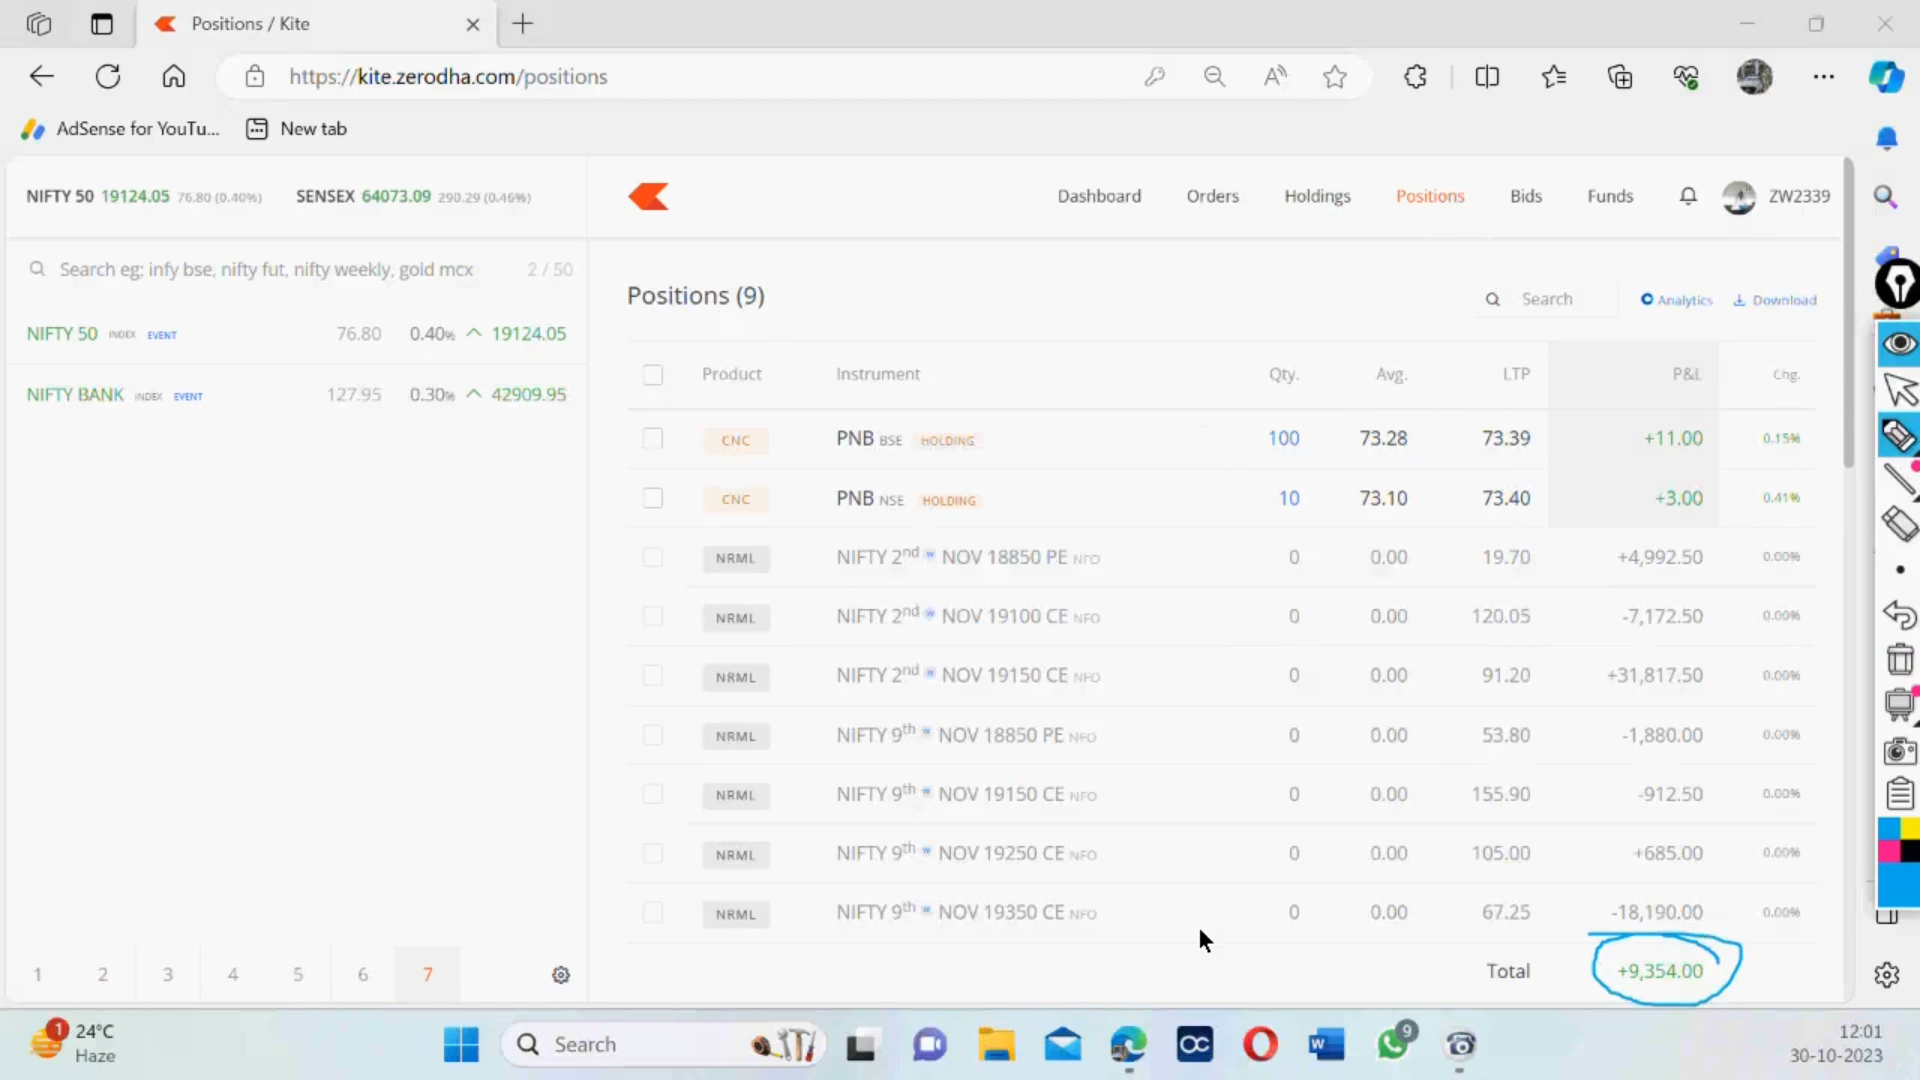 Positions / Kite
https://kite.zerodha.com/positions
AdSense for YouTu...
New tab
NIFTY 50 19124.05 76.80 (0.40%) SENSEX 64073.09 290.29 (0.46%)
Dashboard Orders Holdings Positions Bids Funds ZW2339
Search eg: infy bse, nifty fut, nifty weekly, gold mcx 2 / 50
NIFTY 50 INDEX EVENT 76.80 0.40% 19124.05
NIFTY BANK INDEX EVENT 127.95 0.30% 42909.95
1 2 3 4 5 6 7
Positions (9) Search Analytics Download
Product Instrument Qty. Avg. LTP P&L Chg.
CNC PNB BSE HOLDING 100 73.28 73.39 +11.00 0.15%
CNC PNB NSE HOLDING 10 73.10 73.40 +3.00 0.41%
NRML NIFTY 2nd w NOV 18850 PE NFO 0 0.00 19.70 +4,992.50 0.00%
NRML NIFTY 2nd w NOV 19100 CE NFO 0 0.00 120.05 -7,172.50 0.00%
NRML NIFTY 2nd w NOV 19150 CE NFO 0 0.00 91.20 +31,817.50 0.00%
NRML NIFTY 9th w NOV 18850 PE NFO 0 0.00 53.80 -1,880.00 0.00%
NRML NIFTY 9th w NOV 19150 CE NFO 0 0.00 155.90 -912.50 0.00%
NRML NIFTY 9th w NOV 19250 CE NFO 0 0.00 105.00 +685.00 0.00%
NRML NIFTY 9th w NOV 19350 CE NFO 0 0.00 67.25 -18,190.00 0.00%
Total +9,354.00
1 24°C
Haze
Search
9
12:01
30-10-2023